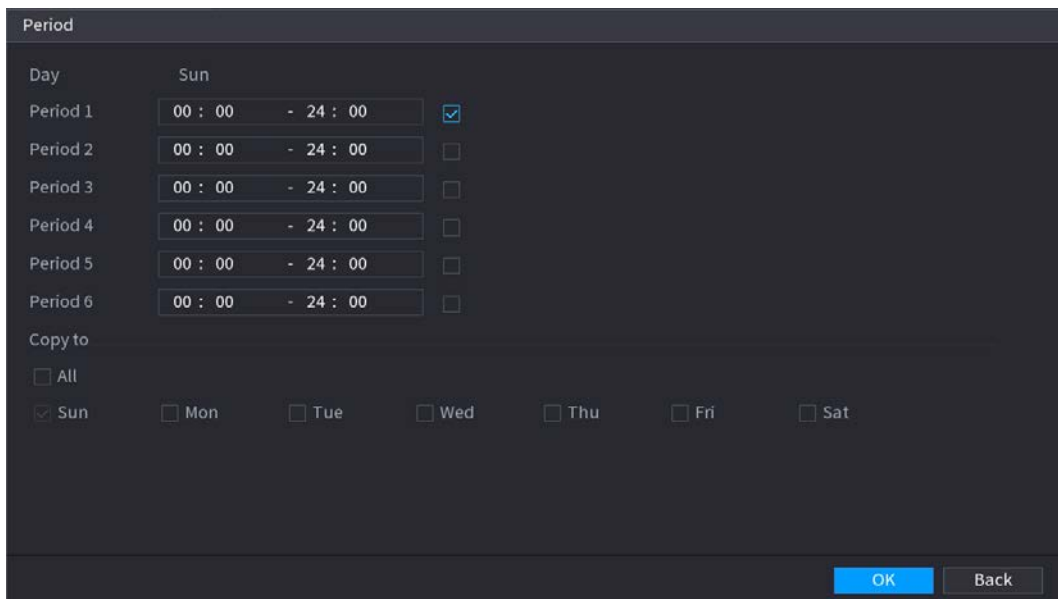 Period
Day Sun
Period 1 00 : 00 - 24 : 00
Period 2 00 : 00 - 24 : 00
Period 3 00 : 00 - 24 : 00
Period 4 00 : 00 - 24 : 00
Period 5 00 : 00 - 24 : 00
Period 6 00 : 00 - 24 : 00
Copy to
All
Sun Mon Tue Wed Thu Fri Sat
OK Back